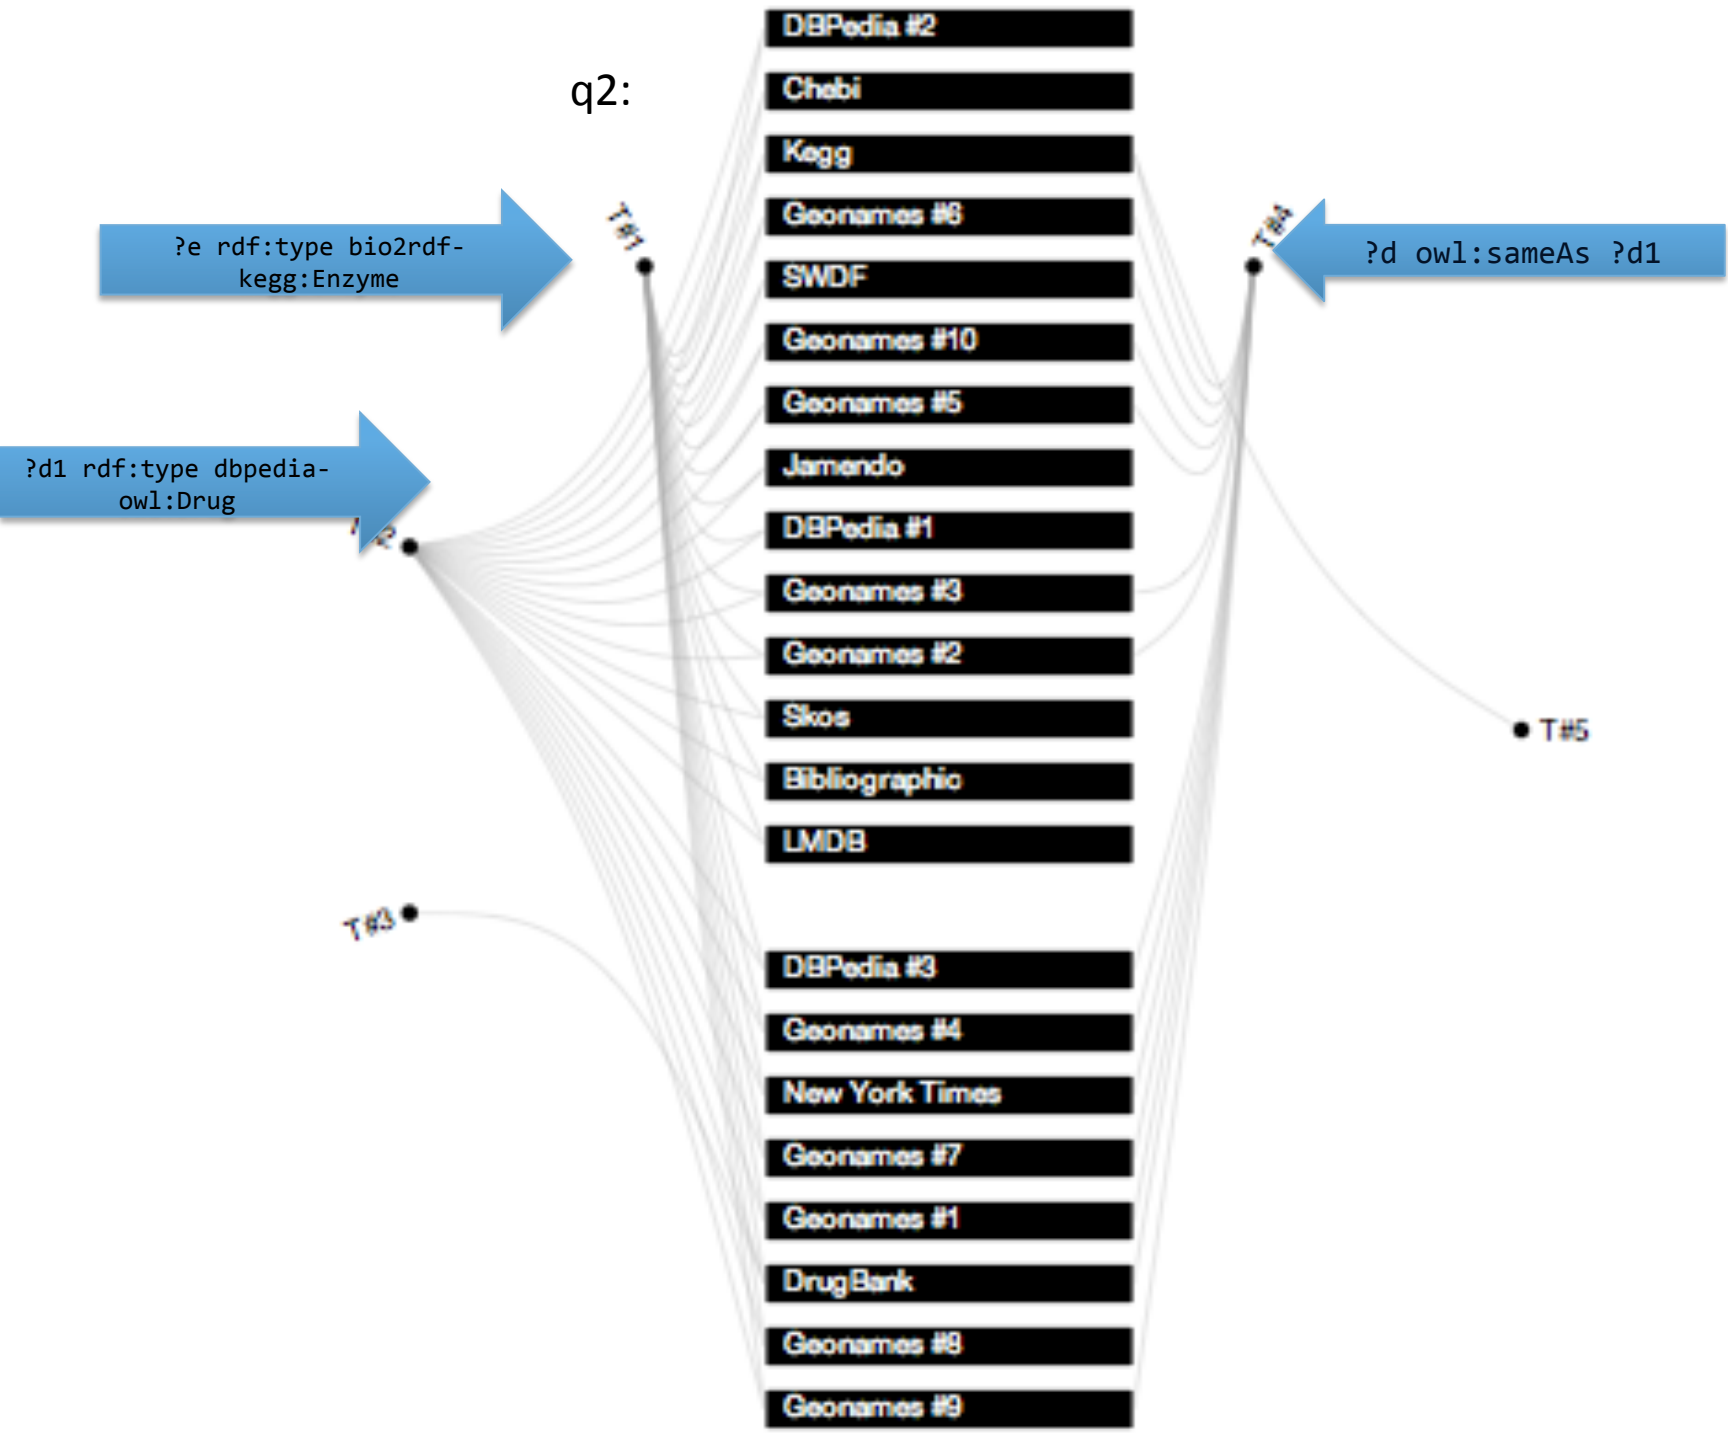 q2:
DBPedia #2
Chebi
Kegg
Geonames #6
SWDF
Geonames #10
Geonames #5
Jamendo
DBPedia #1
Geonames #3
Geonames #2
Skos
Bibliographic
LMDB
DBPedia #3
Geonames #4
New York Times
Geonames #7
Geonames #1
DrugBank
Geonames #8
Geonames #9
T#1
?e rdf:type bio2rdf-
kegg:Enzyme
?d1 rdf:type dbpedia-
owl:Drug
T#3
T#4
?d owl:sameAs ?d1
T#5